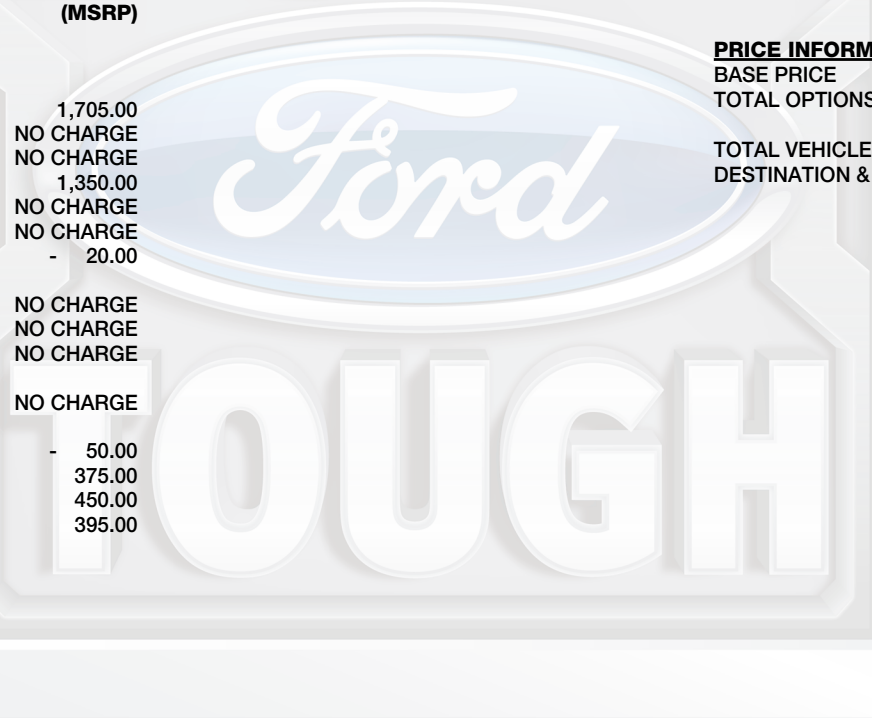 (MSRP)
1,705.00
NO CHARGE
NO CHARGE
1,350.00
NO CHARGE
NO CHARGE
- 20.00
NO CHARGE
NO CHARGE
NO CHARGE
NO CHARGE
- 50.00
375.00
450.00
395.00
PRICE INFORM
BASE PRICE
TOTAL OPTIONS
TOTAL VEHICLE
DESTINATION &
Ford
TOUGH